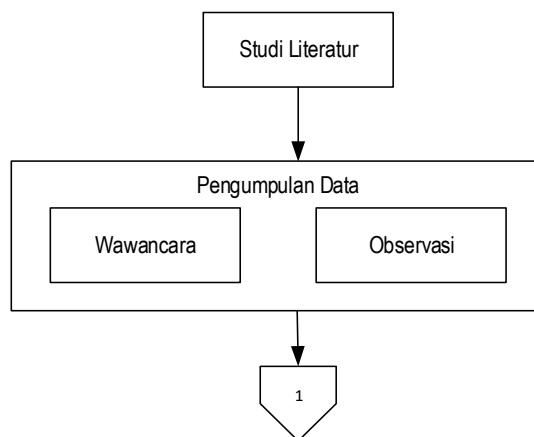 Studi Literatur
Pengumpulan Data
Wawancara
Observasi
1